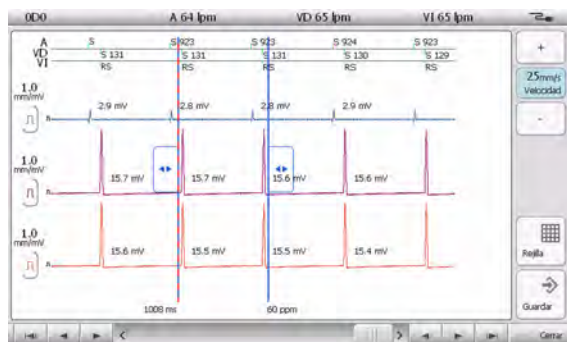 0D0 A 64 lpm VD 65 lpm VI 65 lpm
A S S 923 S 923 S 924 S 923
VD S 131 S 131 S 131 S 130 S 129
VI RS RS RS RS RS
+
25mm/s
Velocidad
-
1.0
mm/mV
2.9 mV 2.8 mV 2.8 mV 2.9 mV
1.0
mm/mV
15.7 mV 15.7 mV 15.6 mV 15.6 mV
1.0
mm/mV
15.6 mV 15.5 mV 15.5 mV 15.4 mV
Rejilla
Guardar
1008 ms 60 ppm
Cerrar